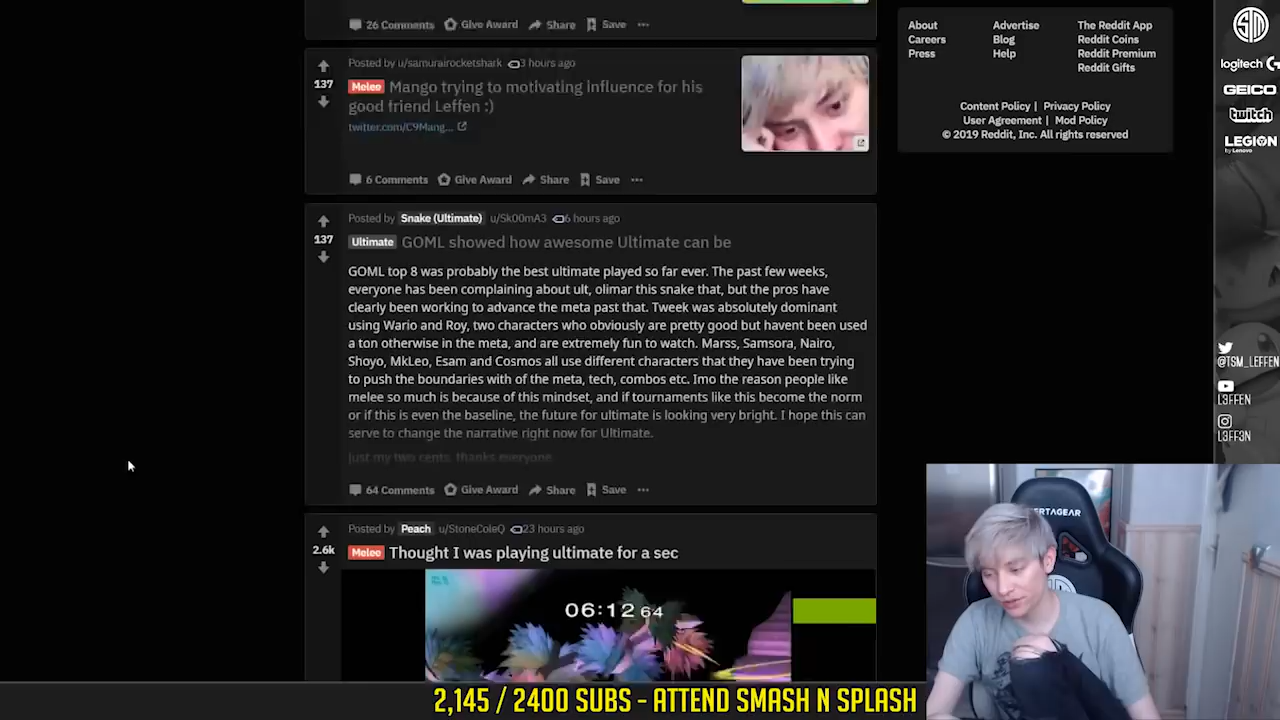 26 Comments Give Award Share Save
Posted by u/samurairocketshark 3 hours ago
137
Melee Mango trying to motivating influence for his
good friend Leffen :)
twitter.com/C9Mang...
6 Comments Give Award Share Save
Posted by Snake (Ultimate) u/Sk00mA3 6 hours ago
137
Ultimate GOML showed how awesome Ultimate can be
GOML top 8 was probably the best ultimate played so far ever. The past few weeks,
everyone has been complaining about ult, olimar this snake that, but the pros have
clearly been working to advance the meta past that. Tweek was absolutely dominant
using Wario and Roy, two characters who obviously are pretty good but havent been used
a ton otherwise in the meta, and are extremely fun to watch. Marss, Samsora, Nairo,
Shoyo, MkLeo, Esam and Cosmos all use different characters that they have been trying
to push the boundaries with of the meta, tech, combos etc. Imo the reason people like
melee so much is because of this mindset, and if tournaments like this become the norm
or if this is even the baseline, the future for ultimate is looking very bright. I hope this can
serve to change the narrative right now for Ultimate.
just my two cents, thanks everyone
64 Comments Give Award Share Save
Posted by Peach u/StoneColeQ 23 hours ago
2.6k
Melee Thought I was playing ultimate for a sec
06:12 64
About Advertise The Reddit App
Careers Blog Reddit Coins
Press Help Reddit Premium
Reddit Gifts
Content Policy | Privacy Policy
User Agreement | Mod Policy
© 2019 Reddit, Inc. All rights reserved
TSM
logitech G
GEICO
twitch
LEGION
by Lenovo
@TSM_LEFFEN
L3FFEN
L3FF3N
VERTAGEAR
2,145 / 2400 SUBS - ATTEND SMASH N SPLASH